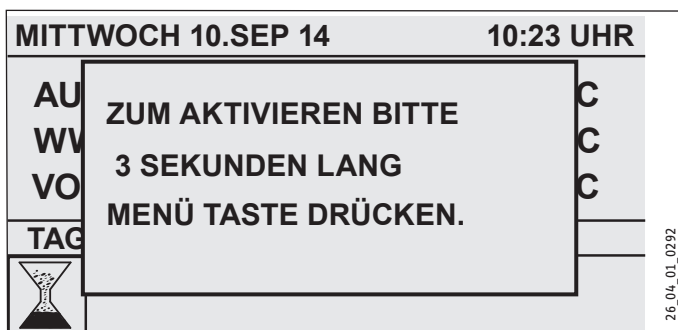 MITTWOCH 10.SEP 14 10:23 UHR
ZUM AKTIVIEREN BITTE
3 SEKUNDEN LANG
MENÜ TASTE DRÜCKEN.
AU C
C
VO C
TAG
26_04_01_0292